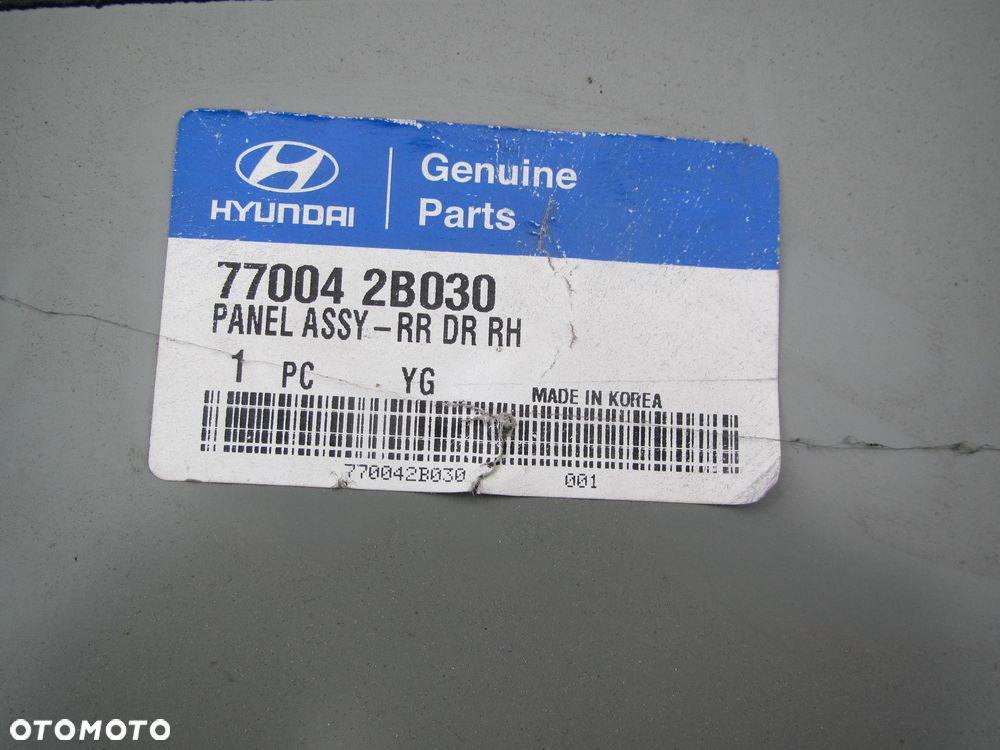 HYUNDAI
Genuine
Parts
77004 2B030
PANEL ASSY-RR DR RH
1 PC YG
MADE IN KOREA
770042B030 001
OTOMOTO